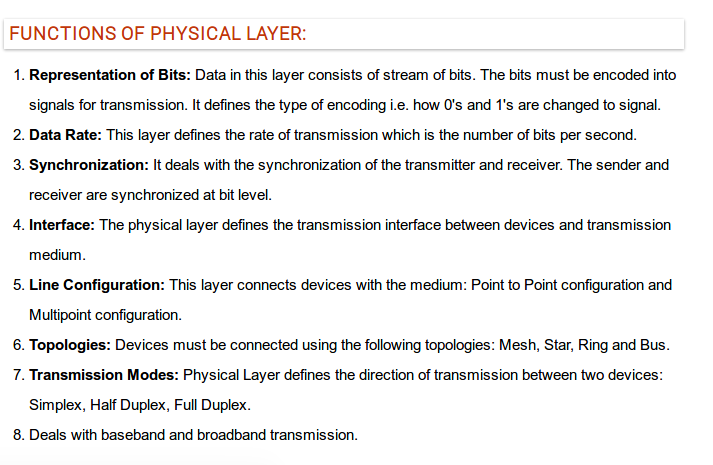 FUNCTIONS OF PHYSICAL LAYER:
1. Representation of Bits: Data in this layer consists of stream of bits. The bits must be encoded into
signals for transmission. It defines the type of encoding i.e. how 0's and 1's are changed to signal.
2. Data Rate: This layer defines the rate of transmission which is the number of bits per second.
3. Synchronization: It deals with the synchronization of the transmitter and receiver. The sender and
receiver are synchronized at bit level.
4. Interface: The physical layer defines the transmission interface between devices and transmission
medium.
5. Line Configuration: This layer connects devices with the medium: Point to Point configuration and
Multipoint configuration.
6. Topologies: Devices must be connected using the following topologies: Mesh, Star, Ring and Bus.
7. Transmission Modes: Physical Layer defines the direction of transmission between two devices:
Simplex, Half Duplex, Full Duplex.
8. Deals with baseband and broadband transmission.